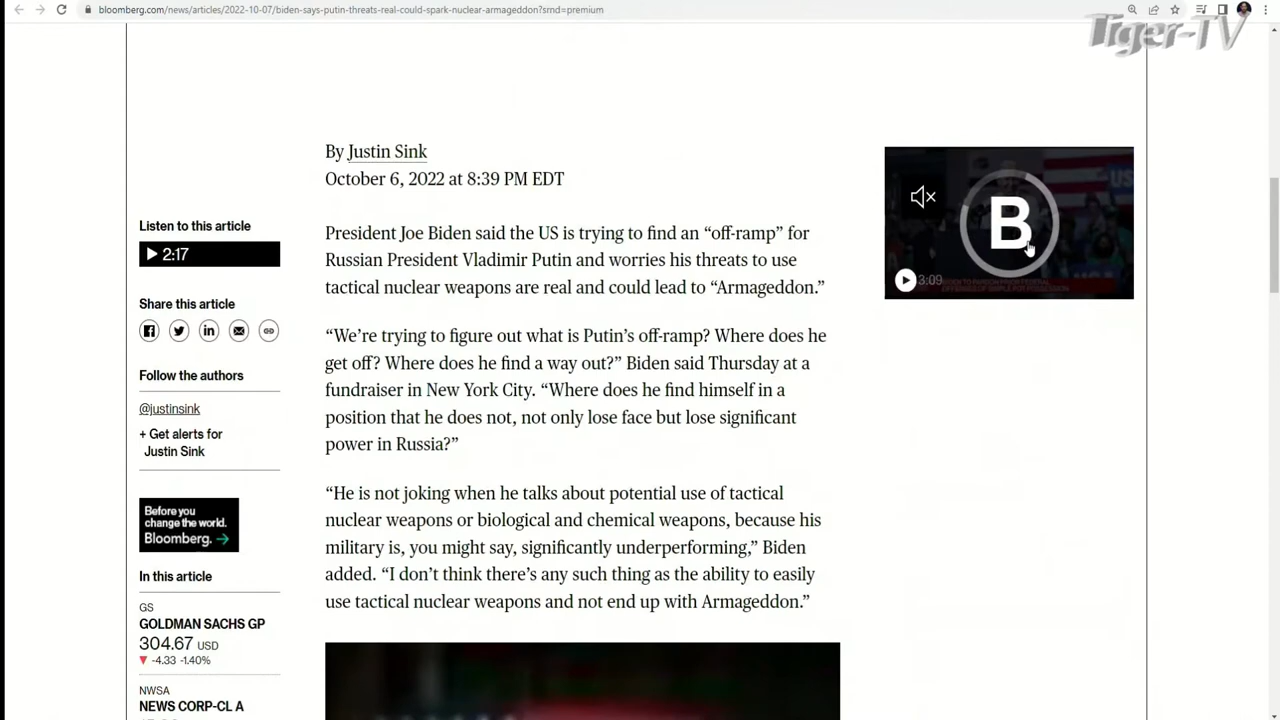 bloomberg.com/news/articles/2022-10-07/biden-says-putin-threats-real-could-spark-nuclear-armageddon?srnd=premium
Tiger-TV
By Justin Sink
October 6, 2022 at 8:39 PM EDT
Listen to this article
2:17
Share this article
Follow the authors
@justinsink
+ Get alerts for
Justin Sink
Before you
change the world.
Bloomberg. →
In this article
GS
GOLDMAN SACHS GP
304.67 USD
▼ -4.33 -1.40%
NWSA
NEWS CORP-CL A
President Joe Biden said the US is trying to find an “off-ramp” for
Russian President Vladimir Putin and worries his threats to use
tactical nuclear weapons are real and could lead to “Armageddon.”
“We’re trying to figure out what is Putin’s off-ramp? Where does he
get off? Where does he find a way out?” Biden said Thursday at a
fundraiser in New York City. “Where does he find himself in a
position that he does not, not only lose face but lose significant
power in Russia?”
“He is not joking when he talks about potential use of tactical
nuclear weapons or biological and chemical weapons, because his
military is, you might say, significantly underperforming,” Biden
added. “I don’t think there’s any such thing as the ability to easily
use tactical nuclear weapons and not end up with Armageddon.”
B
3:09